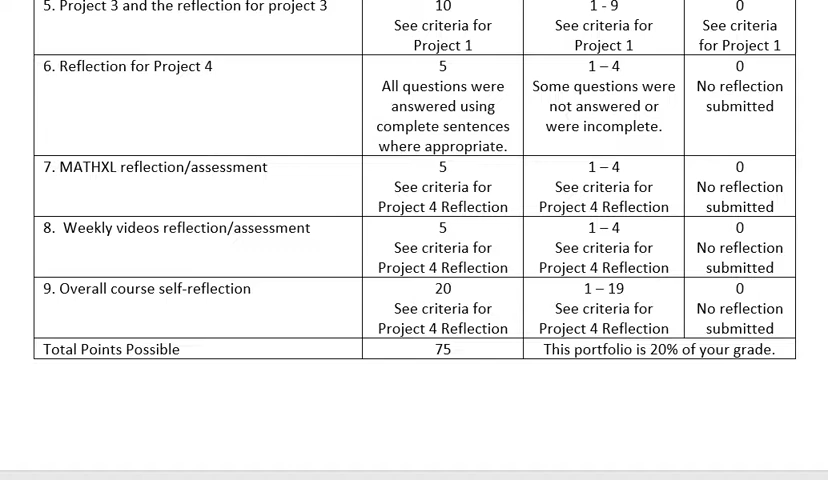 5. Project 3 and the reflection for project 3 10 1 - 9 0
See criteria for See criteria for See criteria
Project 1 Project 1 for Project 1
6. Reflection for Project 4 5 1 – 4 0
All questions were Some questions were No reflection
answered using not answered or submitted
complete sentences were incomplete.
where appropriate.
7. MATHXL reflection/assessment 5 1 – 4 0
See criteria for See criteria for No reflection
Project 4 Reflection Project 4 Reflection submitted
8.  Weekly videos reflection/assessment 5 1 – 4 0
See criteria for See criteria for No reflection
Project 4 Reflection Project 4 Reflection submitted
9. Overall course self-reflection 20 1 – 19 0
See criteria for See criteria for No reflection
Project 4 Reflection Project 4 Reflection submitted
Total Points Possible 75 This portfolio is 20% of your grade.